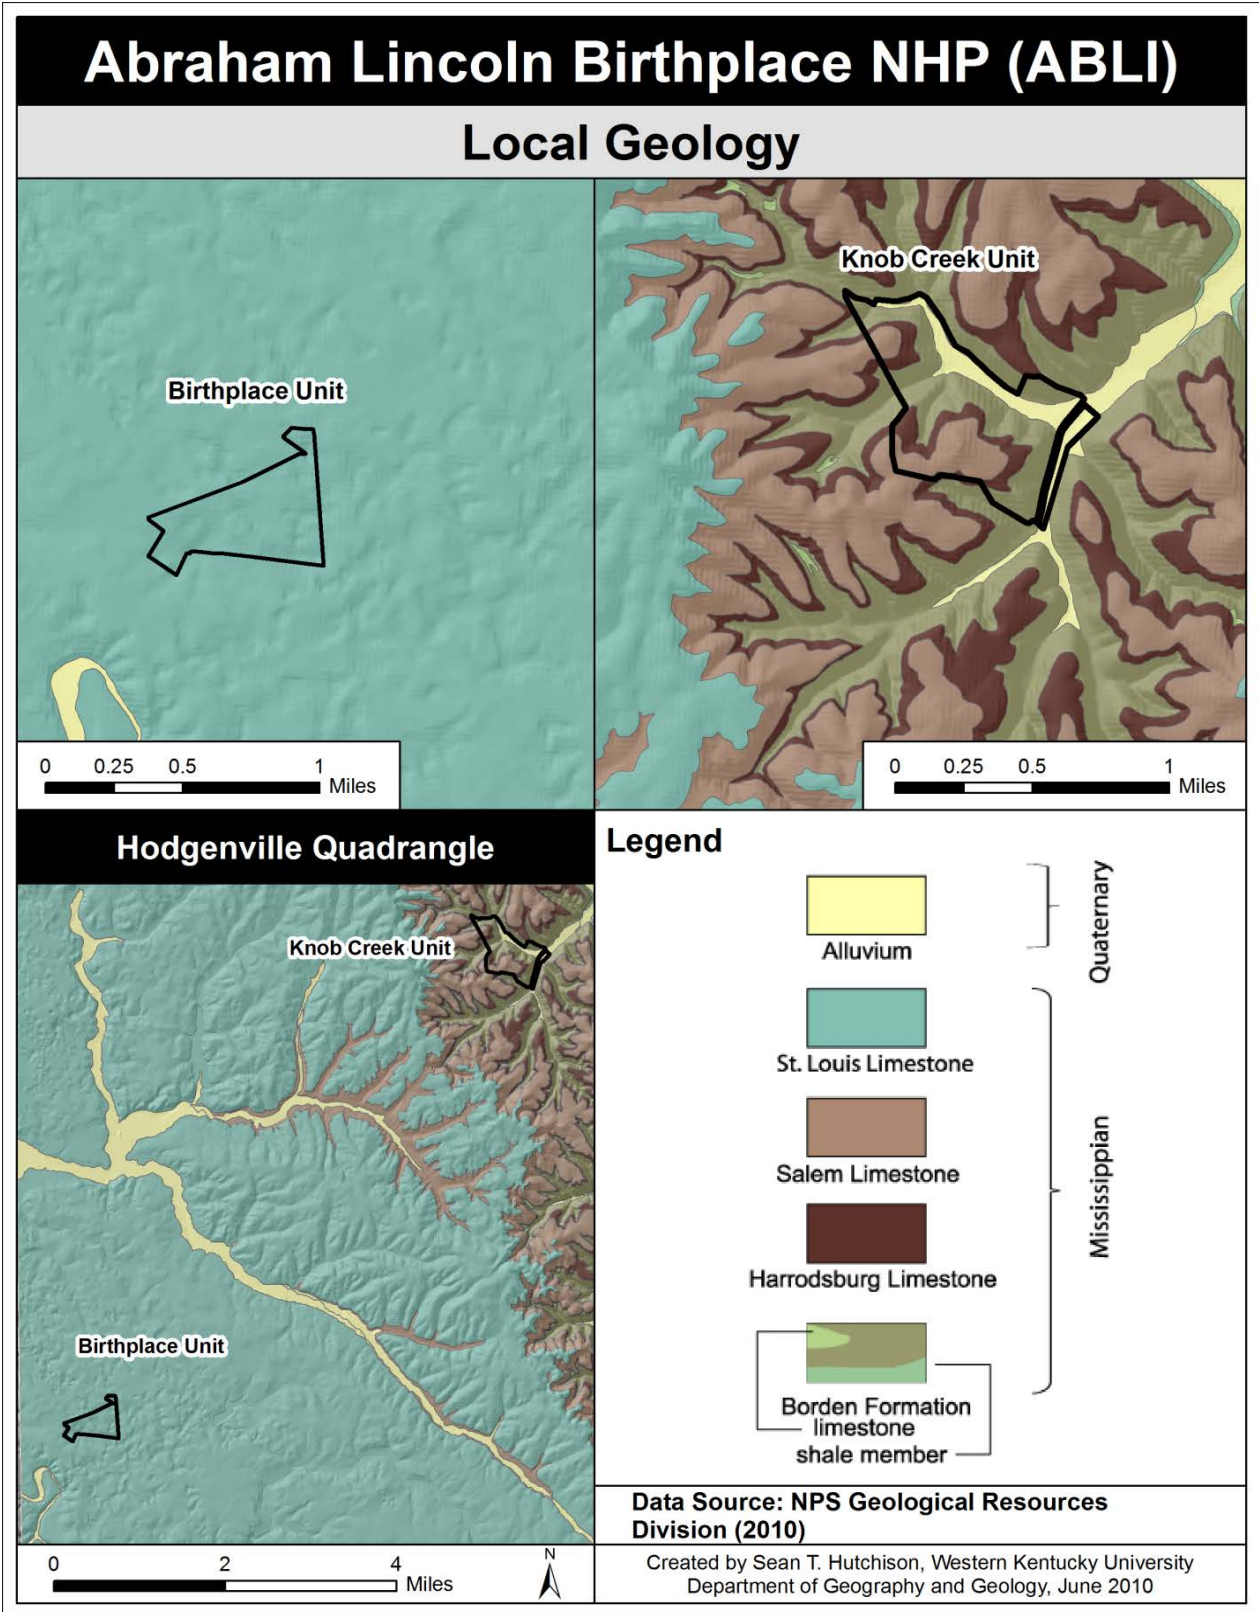 Abraham Lincoln Birthplace NHP (ABLI)
Local Geology
Birthplace Unit
0 0.25 0.5 1
Miles
Knob Creek Unit
0 0.25 0.5 1
Miles
Hodgenville Quadrangle
Knob Creek Unit
Birthplace Unit
0 2 4
Miles
N
Legend
Alluvium
Quaternary
St. Louis Limestone
Salem Limestone
Harrodsburg Limestone
Borden Formation
limestone
shale member
Mississippian
Data Source: NPS Geological Resources
Division (2010)
Created by Sean T. Hutchison, Western Kentucky University
Department of Geography and Geology, June 2010